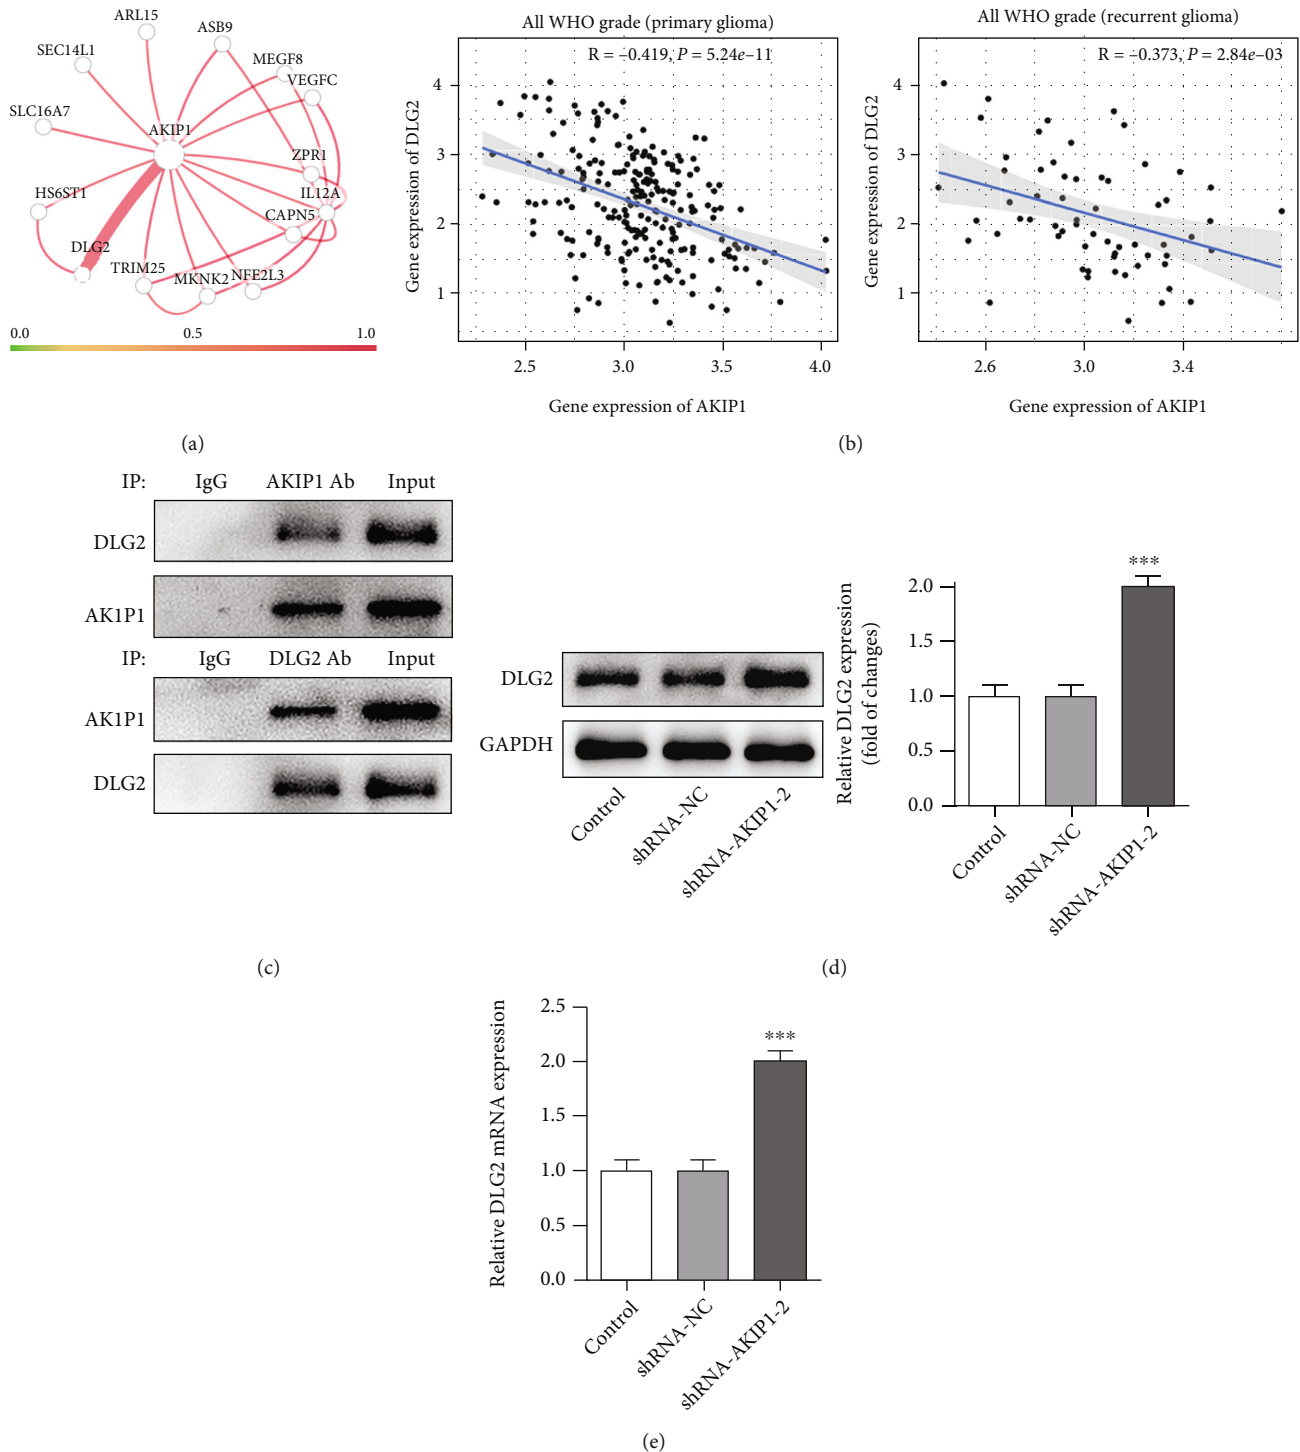 ARL15
ASB9
SEC14L1
MEGF8
VEGFC
SLC16A7
AKIP1
ZPR1
HS6ST1
IL12A
CAPN5
DLG2
TRIM25
MKNK2
NFE2L3
0.0 0.5 1.0
(a)
All WHO grade (primary glioma)
R = –0.419, P = 5.24e–11
Gene expression of DLG2
4
3
2
1
2.5 3.0 3.5 4.0
Gene expression of AKIP1
All WHO grade (recurrent glioma)
R = –0.373, P = 2.84e–03
Gene expression of DLG2
4
3
2
1
2.6 3.0 3.4
Gene expression of AKIP1
(b)
IP: IgG AKIP1 Ab Input
DLG2
AK1P1
IP: IgG DLG2 Ab Input
AK1P1
DLG2
(c)
DLG2
GAPDH
Control
shRNA-NC
shRNA-AKIP1-2
Relative DLG2 expression
(fold of changes)
2.0
1.5
1.0
0.5
0.0
***
Control
shRNA-NC
shRNA-AKIP1-2
(d)
Relative DLG2 mRNA expression
2.5
2.0
1.5
1.0
0.5
0.0
***
Control
shRNA-NC
shRNA-AKIP1-2
(e)